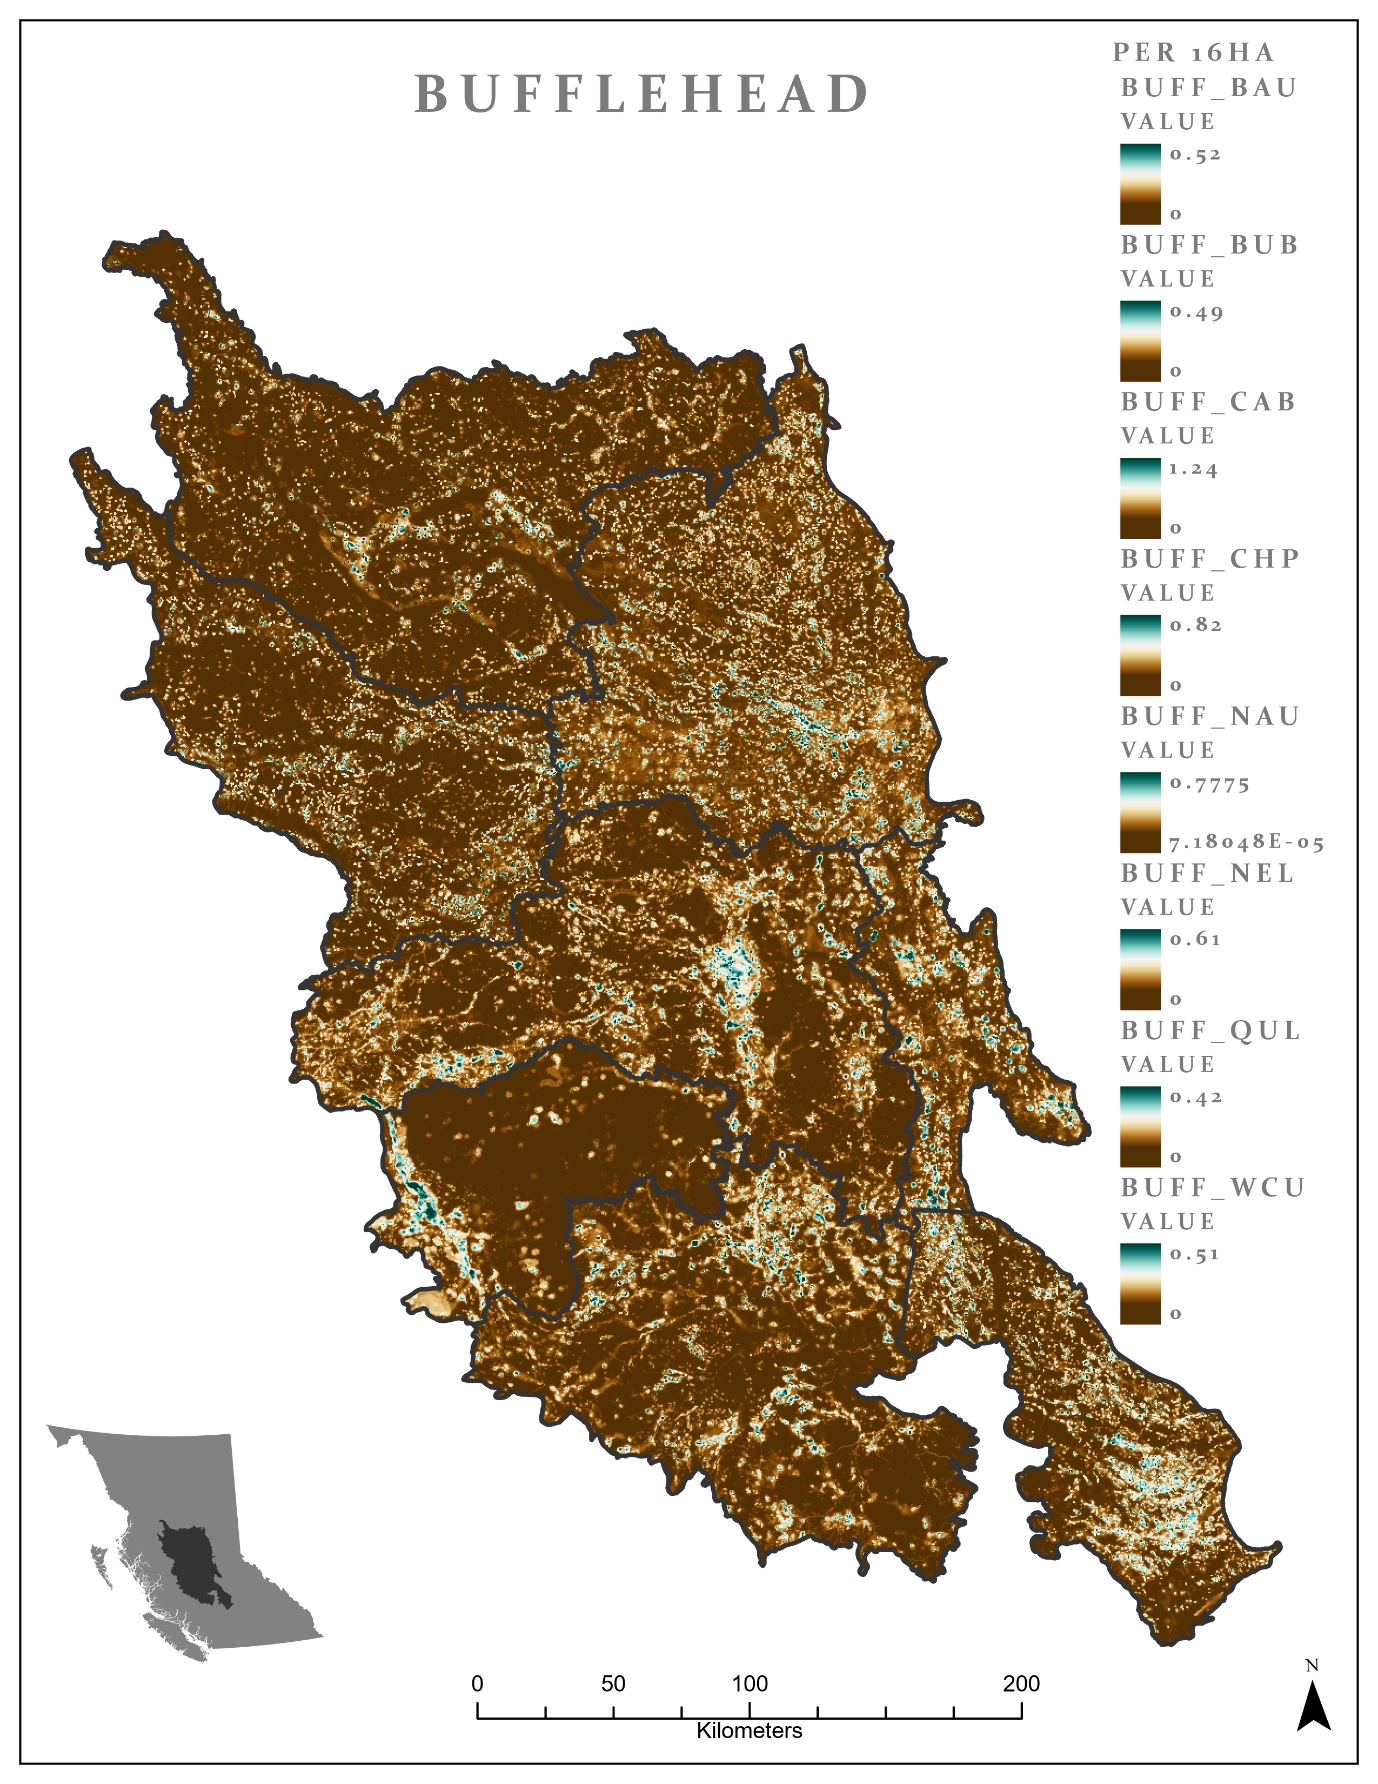 BUFFLEHEAD
PER 16HA
BUFF_BAU
VALUE
0.52
0
BUFF_BUB
VALUE
0.49
0
BUFF_CAB
VALUE
1.24
0
BUFF_CHP
VALUE
0.82
0
BUFF_NAU
VALUE
0.7775
7.18048E-05
BUFF_NEL
VALUE
0.61
0
BUFF_QUL
VALUE
0.42
0
BUFF_WCU
VALUE
0.51
0
N
0 50 100 200
Kilometers